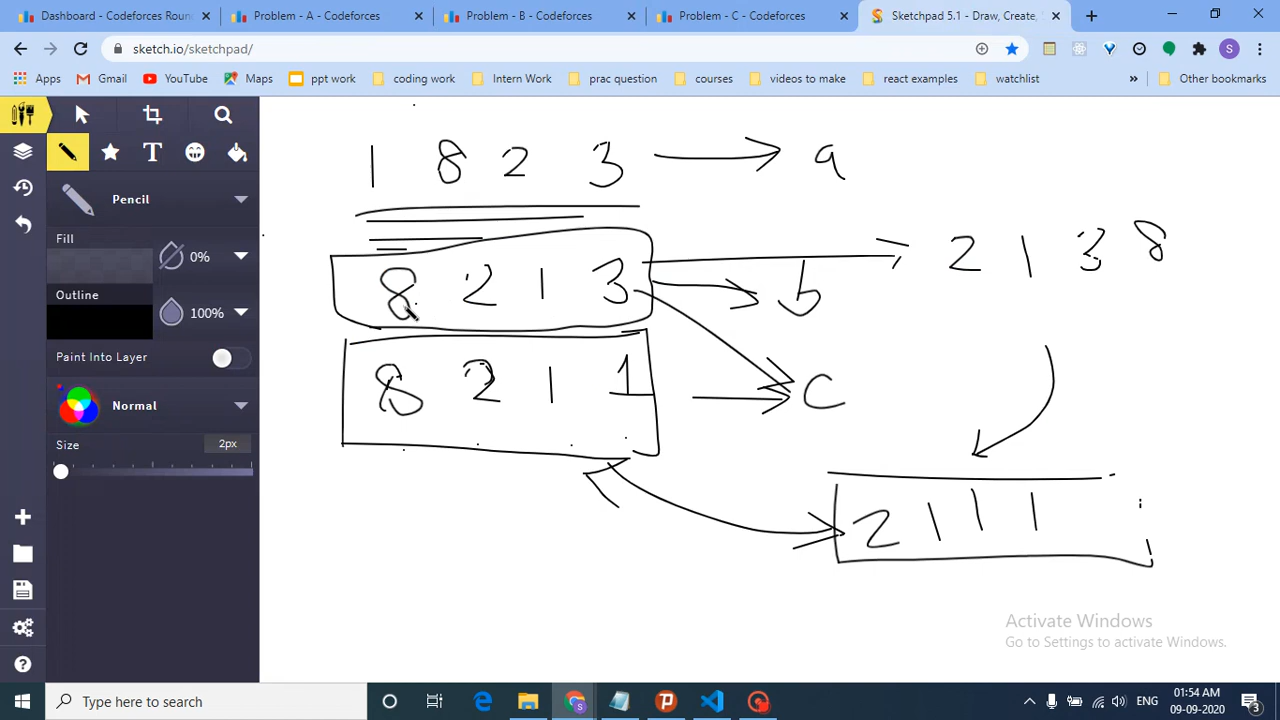 Dashboard - Codeforces Roun
Problem - A - Codeforces
Problem - B - Codeforces
Problem - C - Codeforces
Sketchpad 5.1 - Draw, Create,
sketch.io/sketchpad/
S
Apps
Gmail
YouTube
Maps
ppt work
coding work
Intern Work
prac question
courses
videos to make
react examples
watchlist
»
Other bookmarks
Pencil
Fill
0%
Outline
100%
Paint Into Layer
Normal
Size
2px
1 8 2 3 a
8 2 1 3 b
2 1 3 8
8 2 1 1 c
2 1 1 1
Activate Windows
Go to Settings to activate Windows.
Type here to search
ENG
01:54 AM
09-09-2020
3